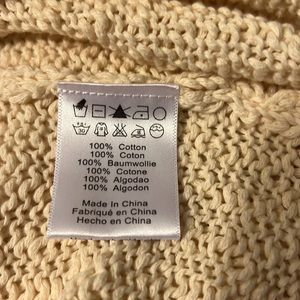 100% Cotton
100% Coton
100% Baumwollie
100% Cotone
100% Algodao
100% Algodon
Made In China
Fabriqué en China
Hecho en China